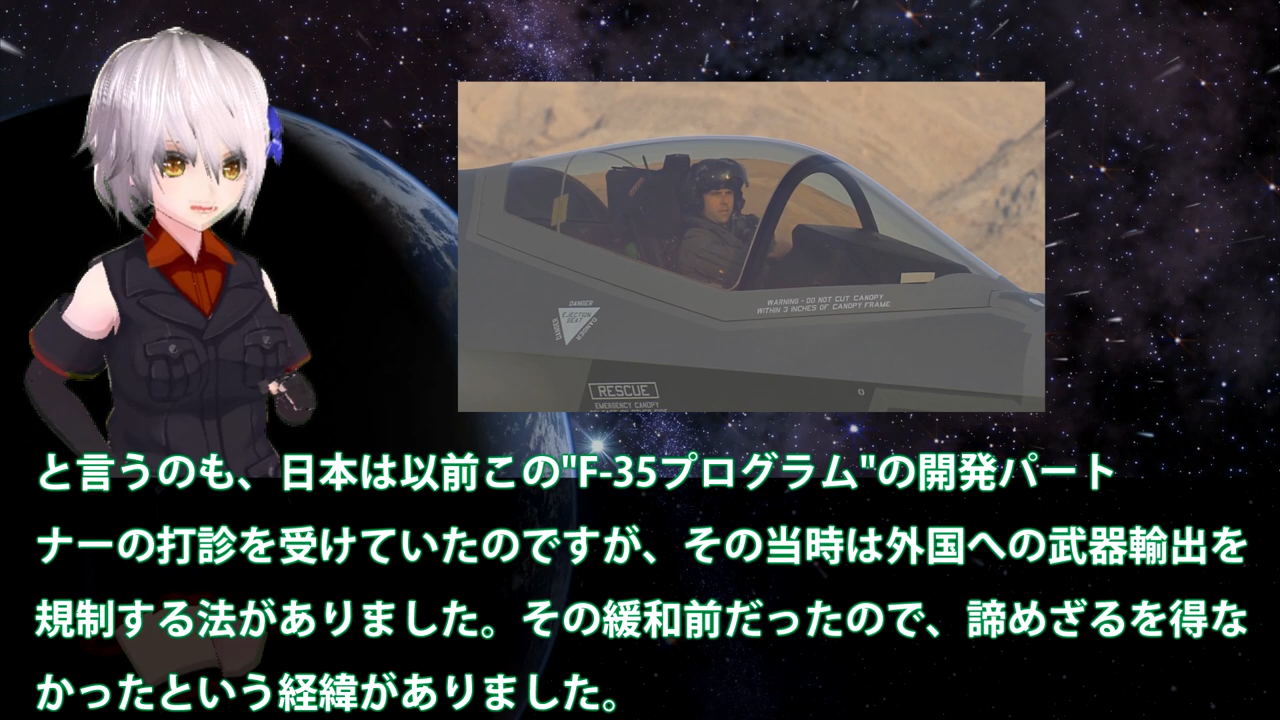 WARNING - DO NOT CUT CANOPY
WITHIN 3 INCHES OF CANOPY FRAME
DANGER
EJECTION
SEAT
DANGER
DANGER
RESCUE
EMERGENCY CANOPY
と言うのも、日本は以前この"F-35プログラム"の開発パート
ナーの打診を受けていたのですが、その当時は外国への武器輸出を
規制する法がありました。その緩和前だったので、諦めざるを得な
かったという経緯がありました。